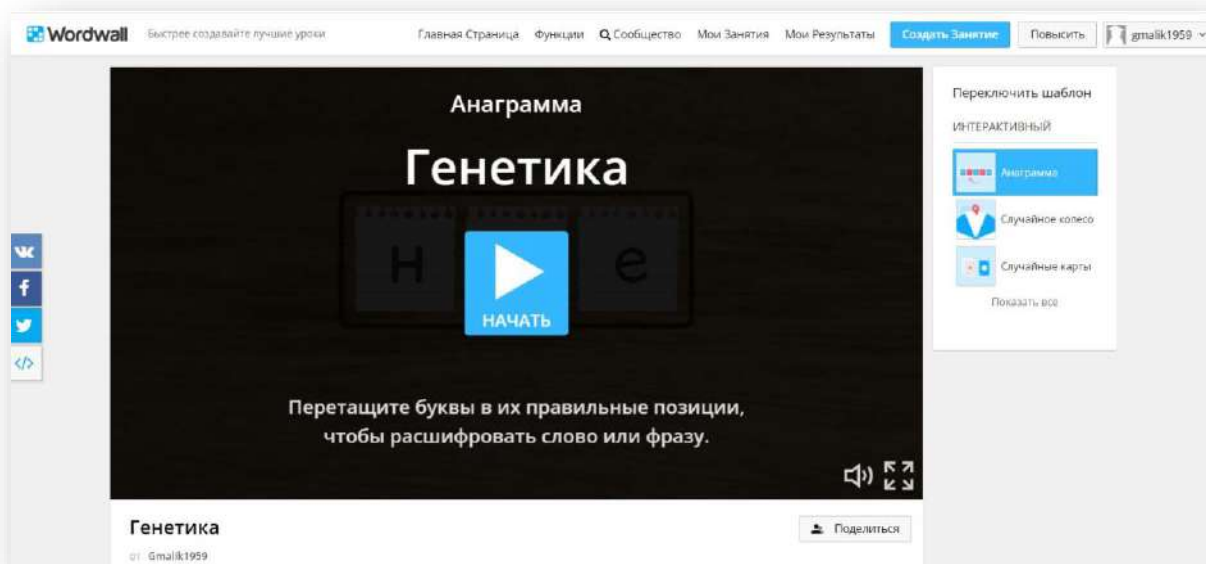 Wordwall Быстрее создавайте лучшие уроки Главная Страница Функции Сообщество Мои Занятия Мои Результаты Создать Занятие Повысить gmalik1959
Анаграмма
Генетика
н е
НАЧАТЬ
Перетащите буквы в их правильные позиции,
чтобы расшифровать слово или фразу.
Переключить шаблон
ИНТЕРАКТИВНЫЙ
Анаграмма
Случайное колесо
Случайные карты
Показать все
Генетика
Поделиться
от Gmalik1959